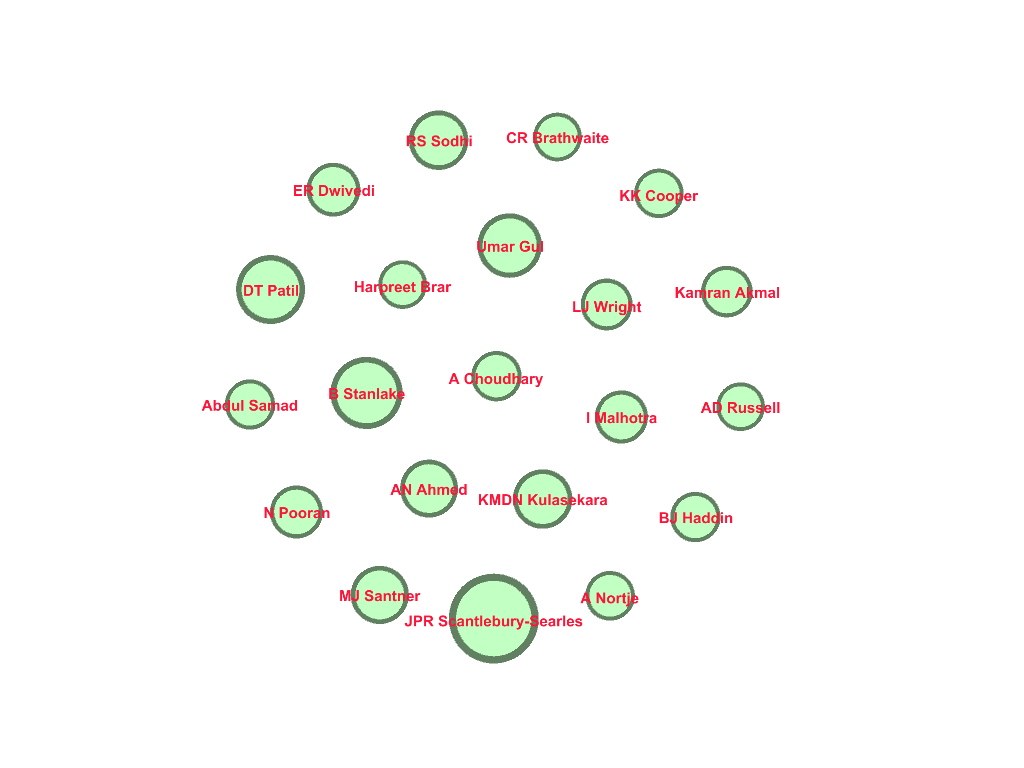 CR Brathwaite
RS Sodhi
ER Dwivedi
KK Cooper
Umar Gul
Harpreet Brar
DT Patil
Kamran Akmal
LJ Wright
A Choudhary
B Stanlake
Abdul Samad
AD Russell
I Malhotra
AN Ahmed
KMDN Kulasekara
N Pooran
BJ Haddin
MJ Santner
A Nortje
JPR Scantlebury-Searles